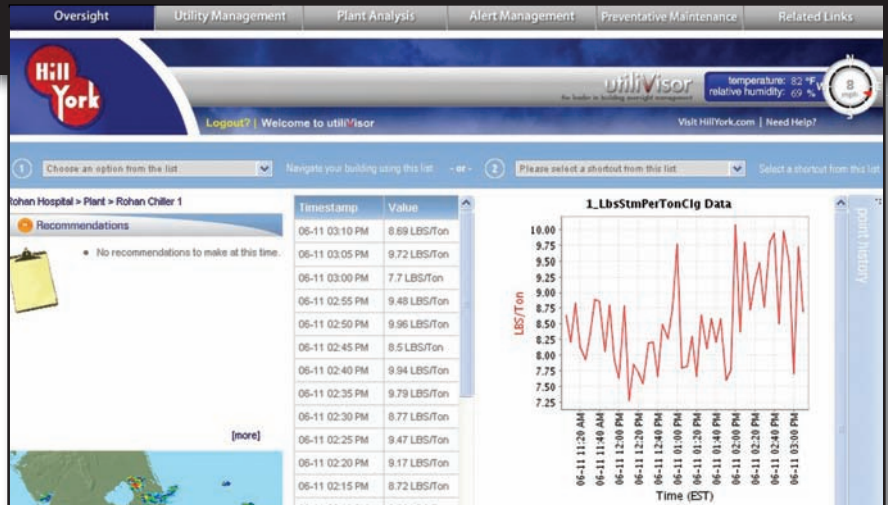 Oversight Utility Management Plant Analysis Alert Management Preventative Maintenance Related Links
Hill
York
utiliVisor
temperature: 82 °F
relative humidity: 69 %
N
W
8
mph
S
Logout? | Welcome to utiliVisor
Visit HillYork.com | Need Help?
1 Choose an option from the list Navigate your building using this list - or - 2 Please select a shortcut from this list Select a shortcut from this list
Rohan Hospital > Plant > Rohan Chiller 1
Recommendations
No recommendations to make at this time.
[more]
Timestamp Value
06-11 03:10 PM 8.69 LBS/Ton
06-11 03:05 PM 9.72 LBS/Ton
06-11 03:00 PM 7.7 LBS/Ton
06-11 02:55 PM 9.48 LBS/Ton
06-11 02:50 PM 9.96 LBS/Ton
06-11 02:45 PM 8.5 LBS/Ton
06-11 02:40 PM 9.94 LBS/Ton
06-11 02:35 PM 9.79 LBS/Ton
06-11 02:30 PM 8.77 LBS/Ton
06-11 02:25 PM 9.47 LBS/Ton
06-11 02:20 PM 9.17 LBS/Ton
06-11 02:15 PM 8.72 LBS/Ton
1_LbsStmPerTonClg Data
LBS/Ton
10.00
9.75
9.50
9.25
9.00
8.75
8.50
8.25
8.00
7.75
7.50
7.25
06-11 11:20 AM
06-11 11:40 AM
06-11 12:00 PM
06-11 12:20 PM
06-11 12:40 PM
06-11 01:00 PM
06-11 01:20 PM
06-11 01:40 PM
06-11 02:00 PM
06-11 02:20 PM
06-11 02:40 PM
06-11 03:00 PM
Time (EST)
point history